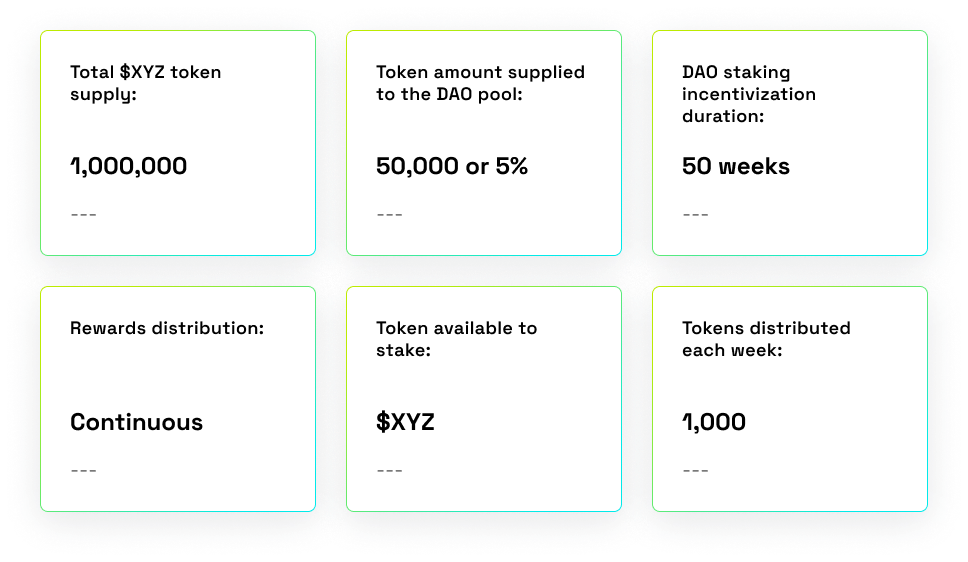 Total $XYZ token
supply:
1,000,000
---
Token amount supplied
to the DAO pool:
50,000 or 5%
---
DAO staking
incentivization
duration:
50 weeks
---
Rewards distribution:
Continuous
---
Token available to
stake:
$XYZ
---
Tokens distributed
each week:
1,000
---